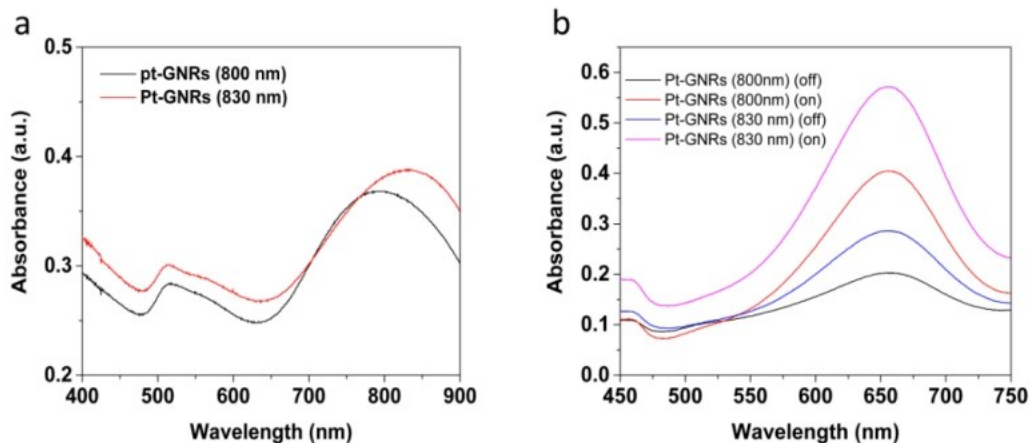 a
0.5
0.4
0.3
0.2
Absorbance (a.u.)
pt-GNRs (800 nm)
Pt-GNRs (830 nm)
400 500 600 700 800 900
Wavelength (nm)
b
0.6
0.5
0.4
0.3
0.2
0.1
0.0
Absorbance (a.u.)
Pt-GNRs (800nm) (off)
Pt-GNRs (800nm) (on)
Pt-GNRs (830 nm) (off)
Pt-GNRs (830 nm) (on)
450 500 550 600 650 700 750
Wavelength (nm)